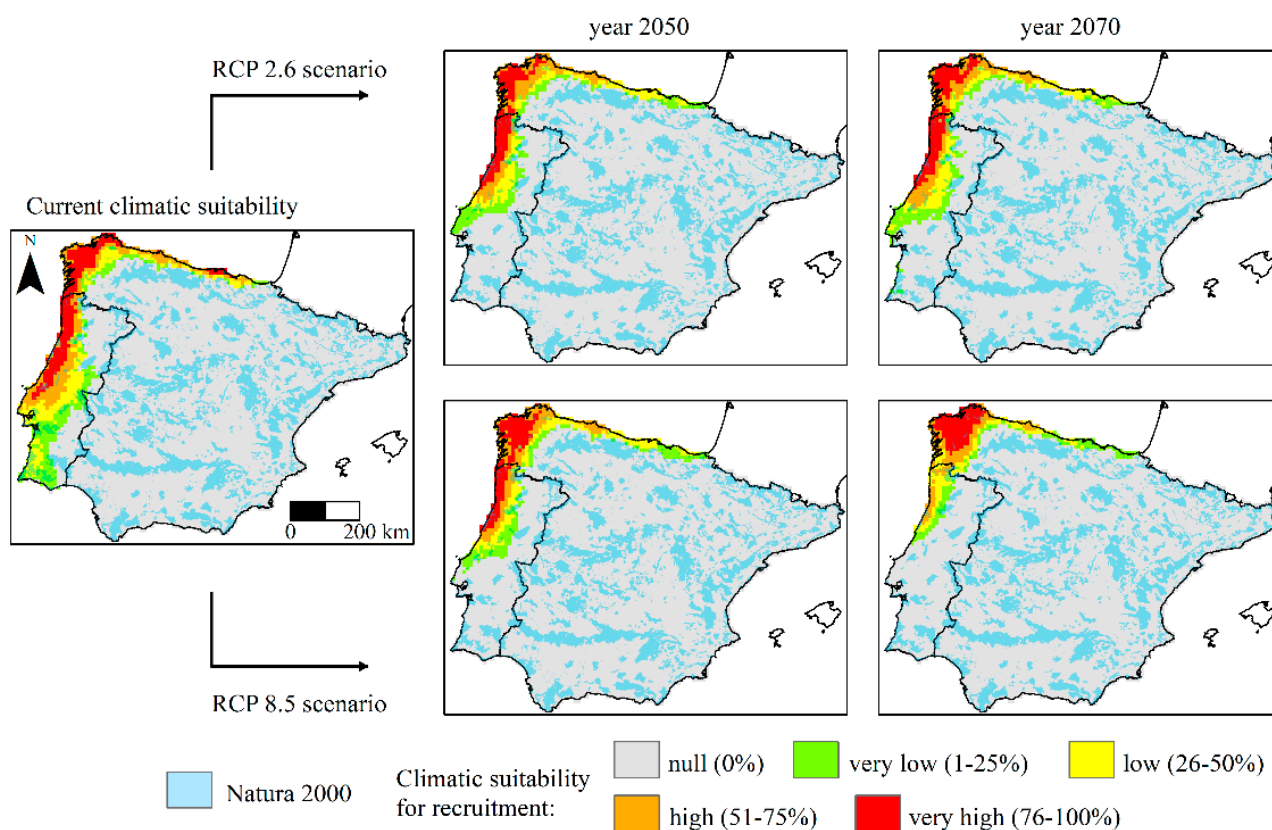 year 2050
year 2070
RCP 2.6 scenario
Current climatic suitability
N
0
200 km
RCP 8.5 scenario
Natura 2000
Climatic suitability
for recruitment:
null (0%)
very low (1-25%)
low (26-50%)
high (51-75%)
very high (76-100%)